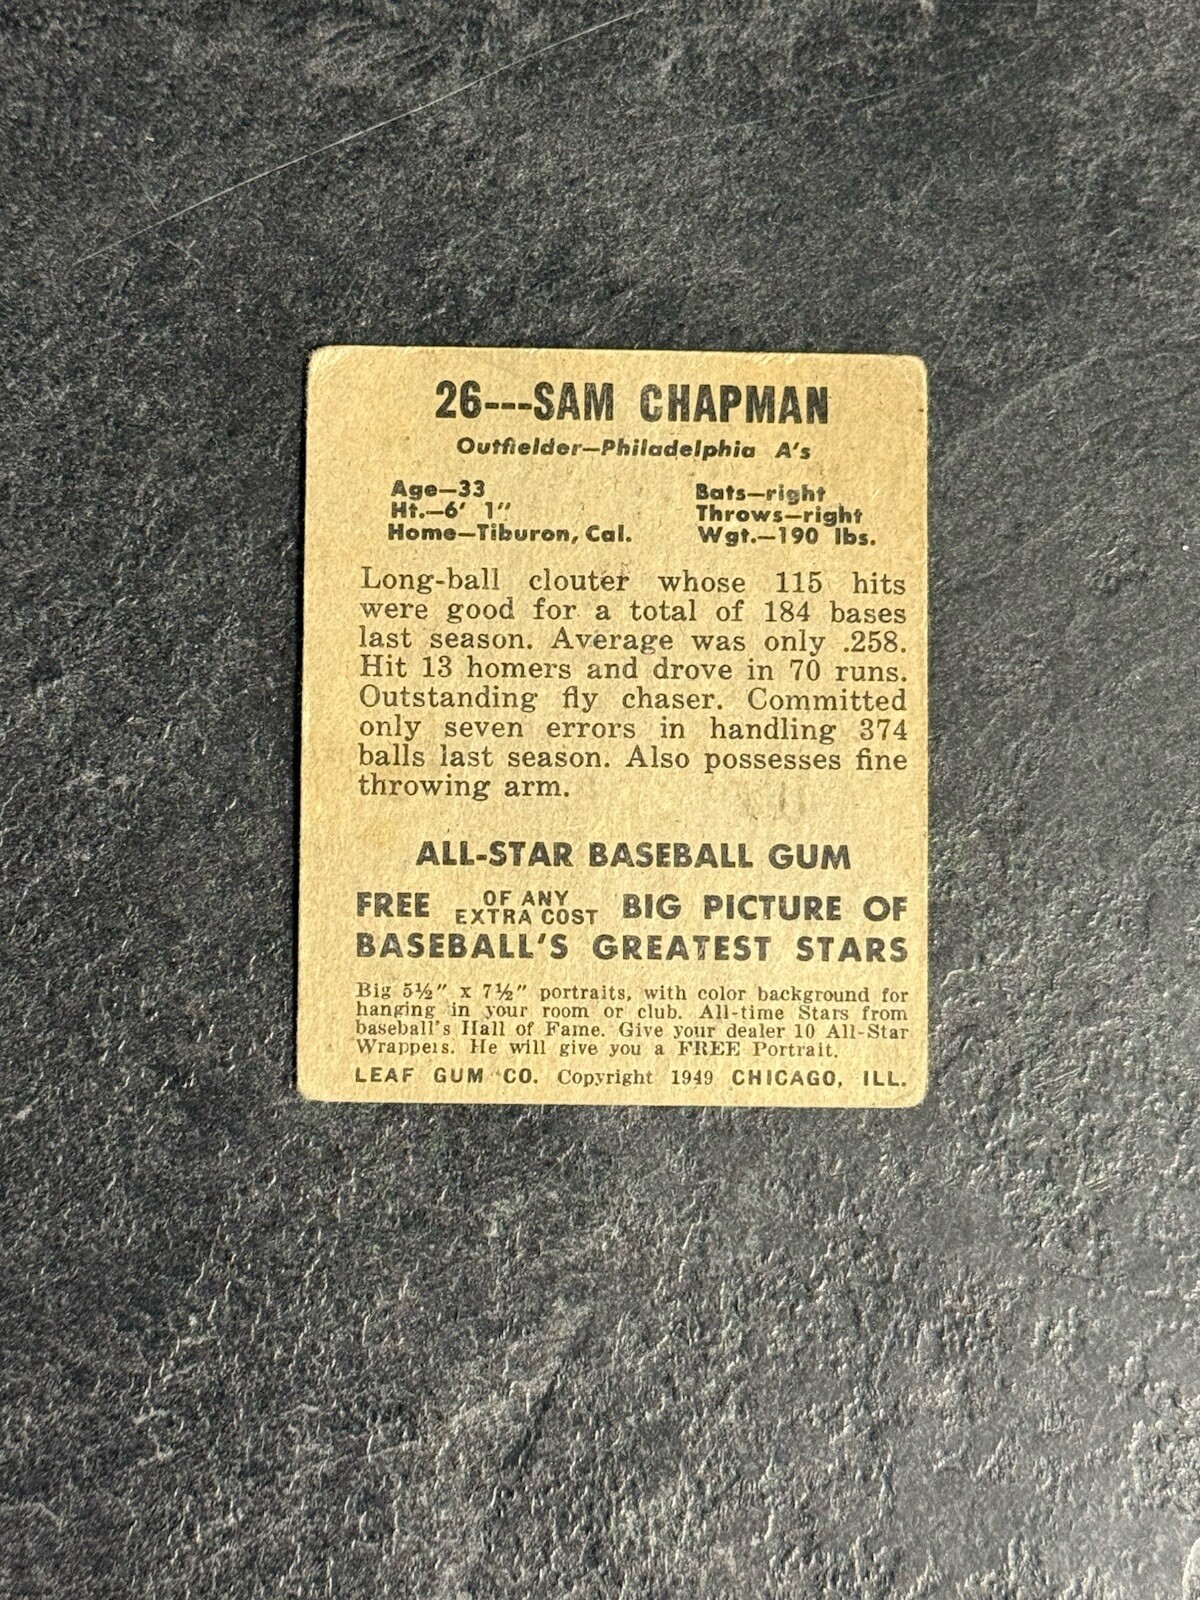 26---SAM CHAPMAN
Outfielder—Philadelphia A's
Age—33 Bats—right
Ht.—6' 1" Throws—right
Home—Tiburon, Cal. Wgt.—190 lbs.
Long-ball clouter whose 115 hits
were good for a total of 184 bases
last season. Average was only .258.
Hit 13 homers and drove in 70 runs.
Outstanding fly chaser. Committed
only seven errors in handling 374
balls last season. Also possesses fine
throwing arm.
ALL-STAR BASEBALL GUM
FREE OF ANY EXTRA COST BIG PICTURE OF
BASEBALL'S GREATEST STARS
Big 5½" x 7½" portraits, with color background for
hanging in your room or club. All-time Stars from
baseball's Hall of Fame. Give your dealer 10 All-Star
Wrappers. He will give you a FREE Portrait.
LEAF GUM CO. Copyright 1949 CHICAGO, ILL.